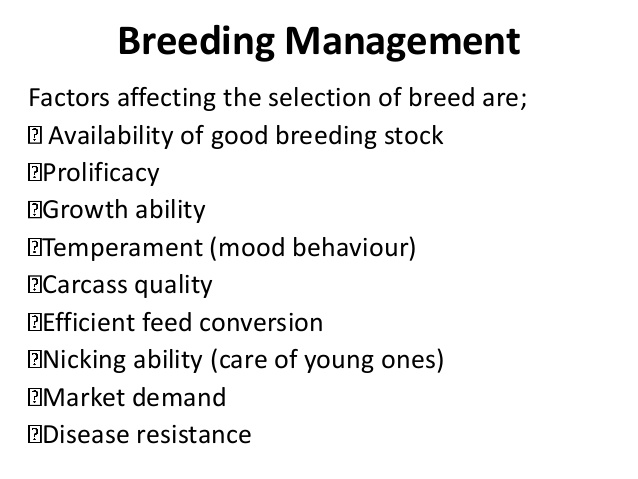 Breeding Management
Factors affecting the selection of breed are;
⍰ Availability of good breeding stock
⍰Prolificacy
⍰Growth ability
⍰Temperament (mood behaviour)
⍰Carcass quality
⍰Efficient feed conversion
⍰Nicking ability (care of young ones)
⍰Market demand
⍰Disease resistance